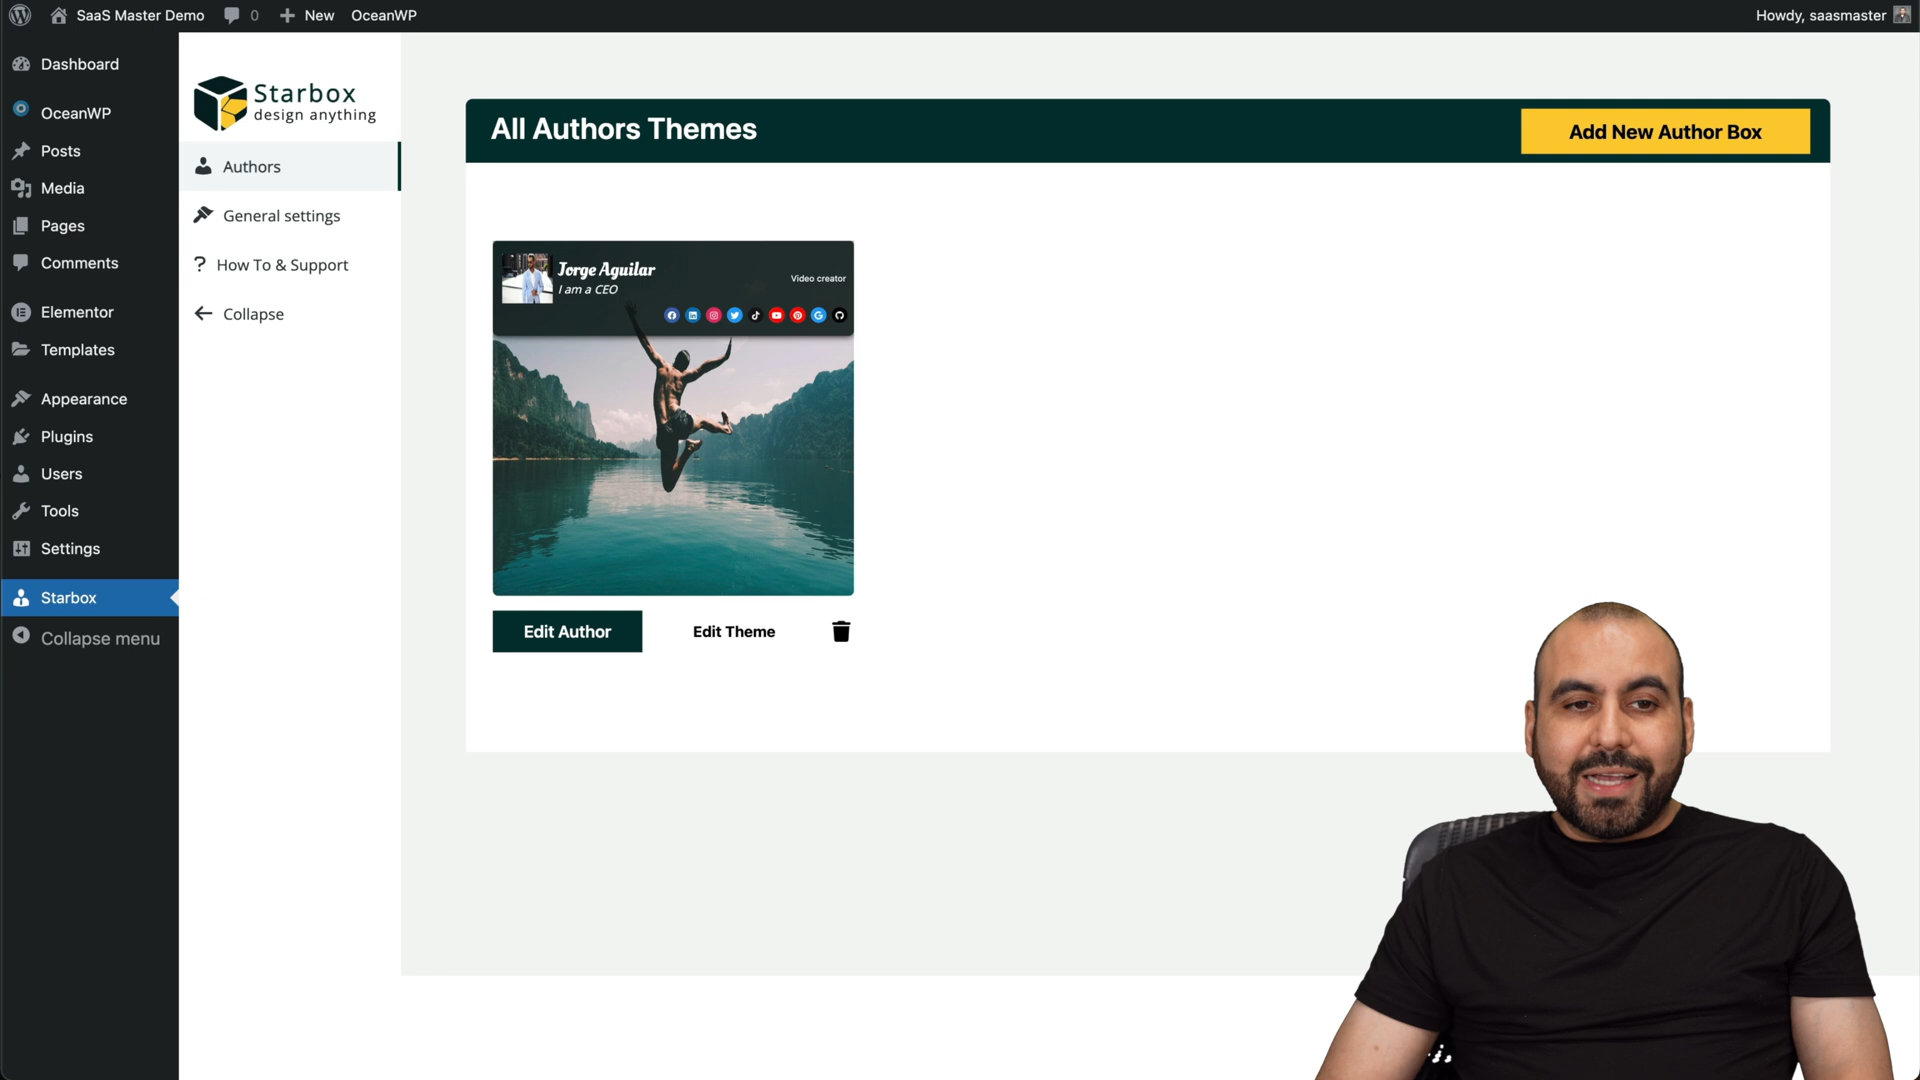 SaaS Master Demo
0
New
OceanWP
Howdy, saasmaster
Dashboard
OceanWP
Posts
Media
Pages
Comments
Elementor
Templates
Appearance
Plugins
Users
Tools
Settings
Starbox
Collapse menu
Starbox
design anything
Authors
General settings
? How To & Support
Collapse
All Authors Themes
Add New Author Box
Jorge Aguilar
I am a CEO
Video creator
Edit Author
Edit Theme